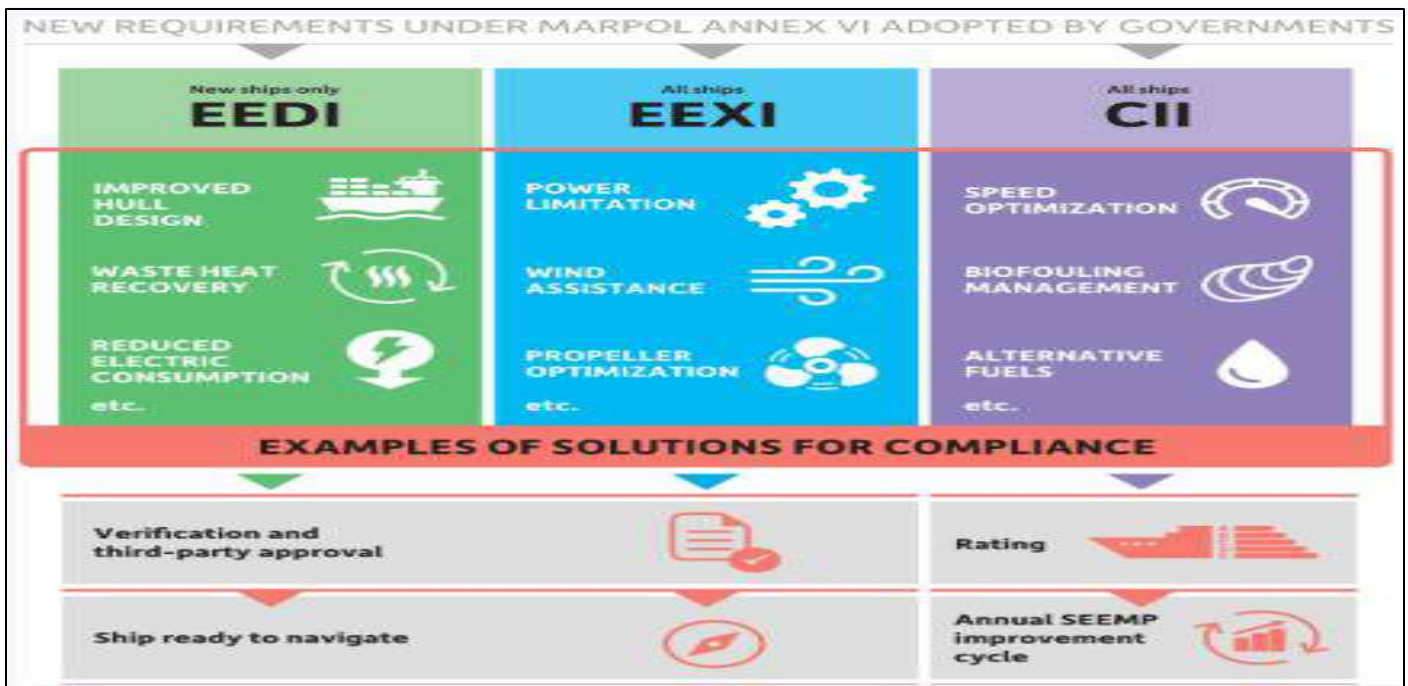 NEW REQUIREMENTS UNDER MARPOL ANNEX VI ADOPTED BY GOVERNMENTS
New ships only
EEDI
IMPROVED
HULL
DESIGN
WASTE HEAT
RECOVERY
REDUCED
ELECTRIC
CONSUMPTION
etc.
All ships
EEXI
POWER
LIMITATION
WIND
ASSISTANCE
PROPELLER
OPTIMIZATION
etc.
All ships
CII
SPEED
OPTIMIZATION
BIOFOULING
MANAGEMENT
ALTERNATIVE
FUELS
etc.
EXAMPLES OF SOLUTIONS FOR COMPLIANCE
Verification and
third-party approval
Rating
Ship ready to navigate
Annual SEEMP
improvement
cycle